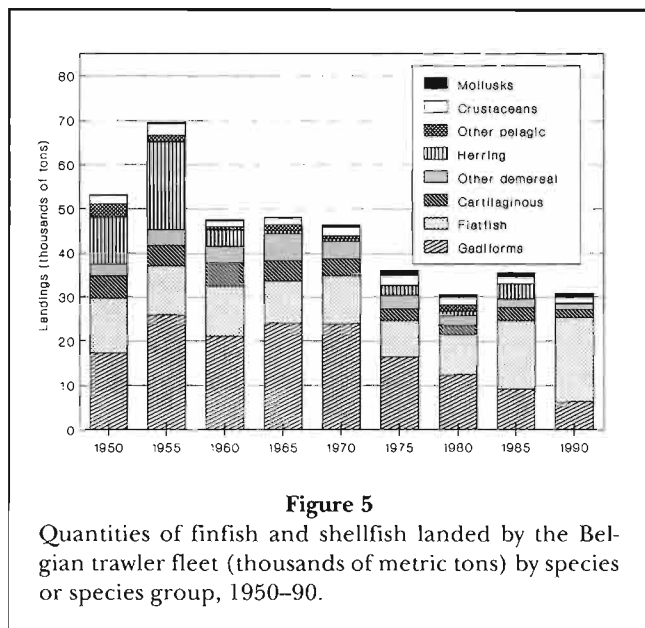 Landings (thousands of tons)
80
70
60
50
40
30
20
10
0
Mollusks
Crustaceans
Other pelagic
Herring
Other demersal
Cartilaginous
Flatfish
Gadiforms
1950 1955 1960 1965 1970 1975 1980 1985 1990
Figure 5
Quantities of finfish and shellfish landed by the Bel-
gian trawler fleet (thousands of metric tons) by species
or species group, 1950–90.